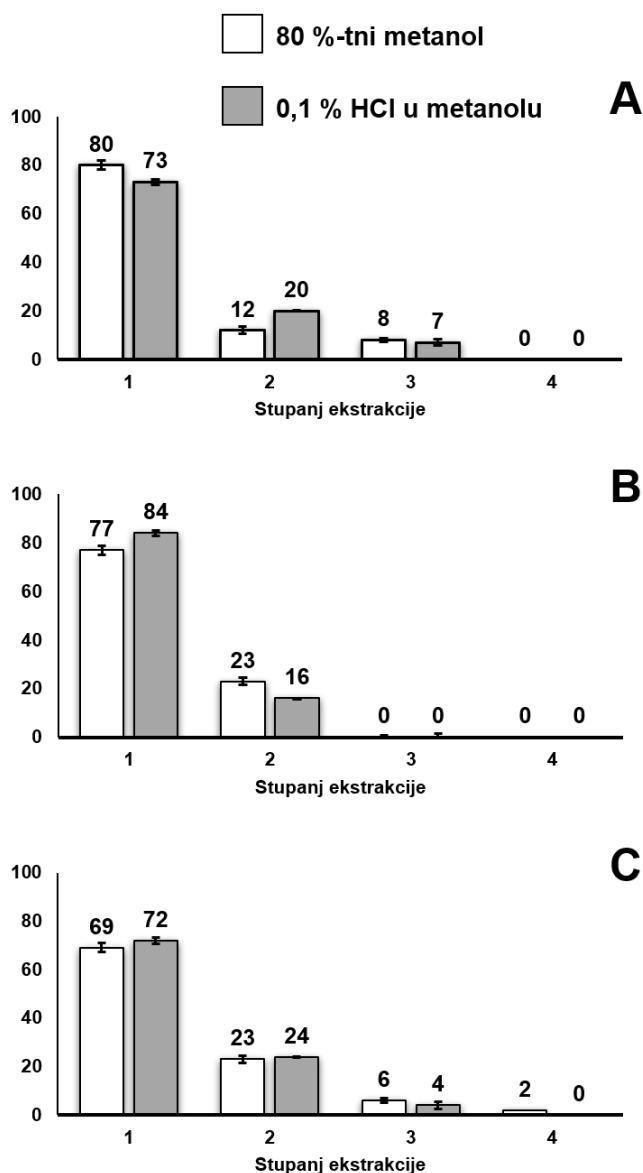 80 %-tni metanol
0,1 % HCl u metanolu
A
100
80
60
40
20
0
80 73
12 20
8 7
0 0
1 2 3 4
Stupanj ekstrakcije
B
100
80
60
40
20
0
77 84
23 16
0 0
0 0
1 2 3 4
Stupanj ekstrakcije
C
100
80
60
40
20
0
69 72
23 24
6 4
2 0
1 2 3 4
Stupanj ekstrakcije